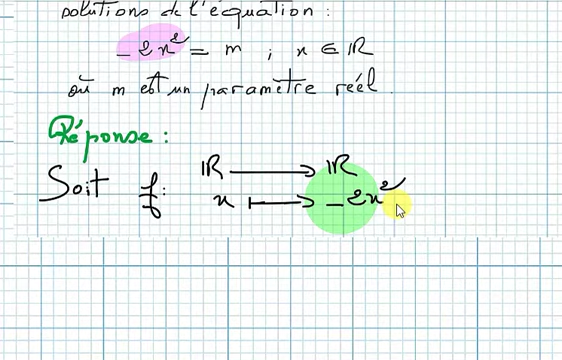 solutions de l'équation :
-2x² = m ; x ∈ ℝ
où m est un paramètre réel.
Réponse :
Soit f : ℝ ⟶ ℝ
x ⟼ -2x²